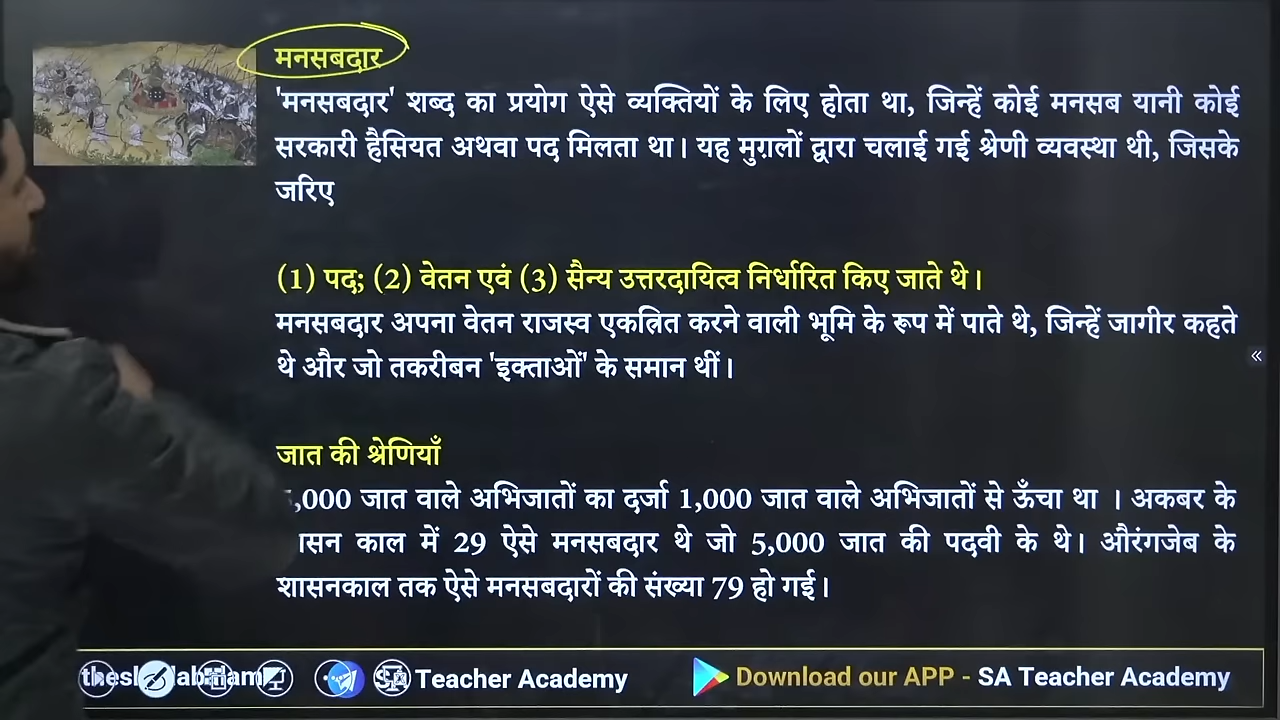 मनसबदार
'मनसबदार' शब्द का प्रयोग ऐसे व्यक्तियों के लिए होता था, जिन्हें कोई मनसब यानी कोई
सरकारी हैसियत अथवा पद मिलता था। यह मुग़लों द्वारा चलाई गई श्रेणी व्यवस्था थी, जिसके
जरिए
(1) पद; (2) वेतन एवं (3) सैन्य उत्तरदायित्व निर्धारित किए जाते थे।
मनसबदार अपना वेतन राजस्व एकत्रित करने वाली भूमि के रूप में पाते थे, जिन्हें जागीर कहते
थे और जो तकरीबन 'इक्ताओं' के समान थीं।
जात की श्रेणियाँ
,000 जात वाले अभिजातों का दर्जा 1,000 जात वाले अभिजातों से ऊँचा था । अकबर के
ासन काल में 29 ऐसे मनसबदार थे जो 5,000 जात की पदवी के थे। औरंगजेब के
शासनकाल तक ऐसे मनसबदारों की संख्या 79 हो गई।
Teacher Academy
Download our APP - SA Teacher Academy